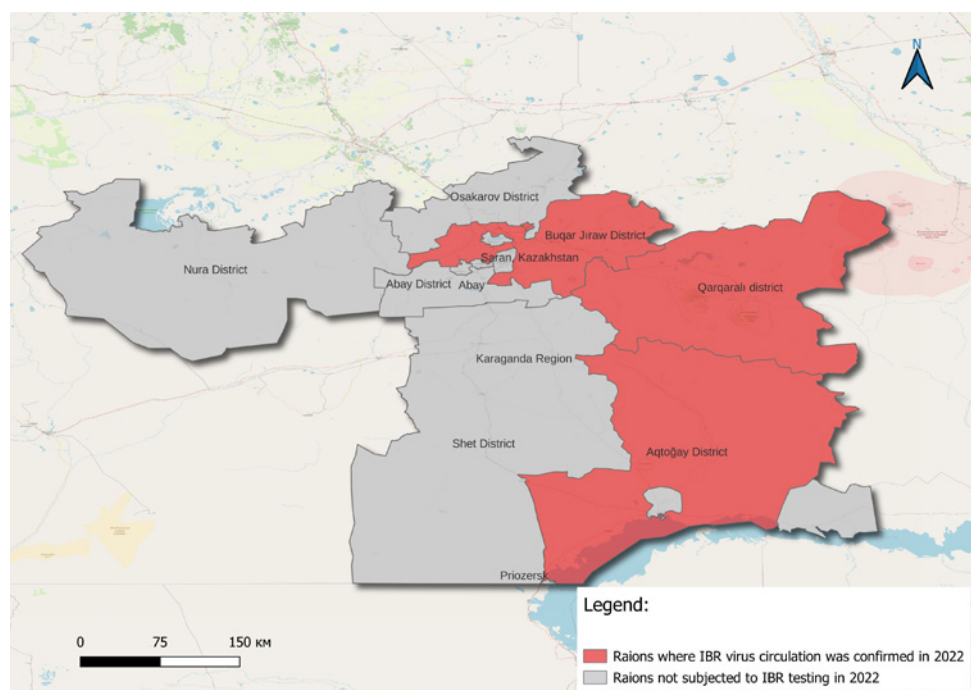 N
Osakarov District
Buqar Jıraw District
Saran, Kazakhstan
Nura District
Abay District
Abay
Qarqaralı district
Karaganda Region
Shet District
Aqtoğay District
Priozersk
0 75 150 км
Legend:
Raions where IBR virus circulation was confirmed in 2022
Raions not subjected to IBR testing in 2022